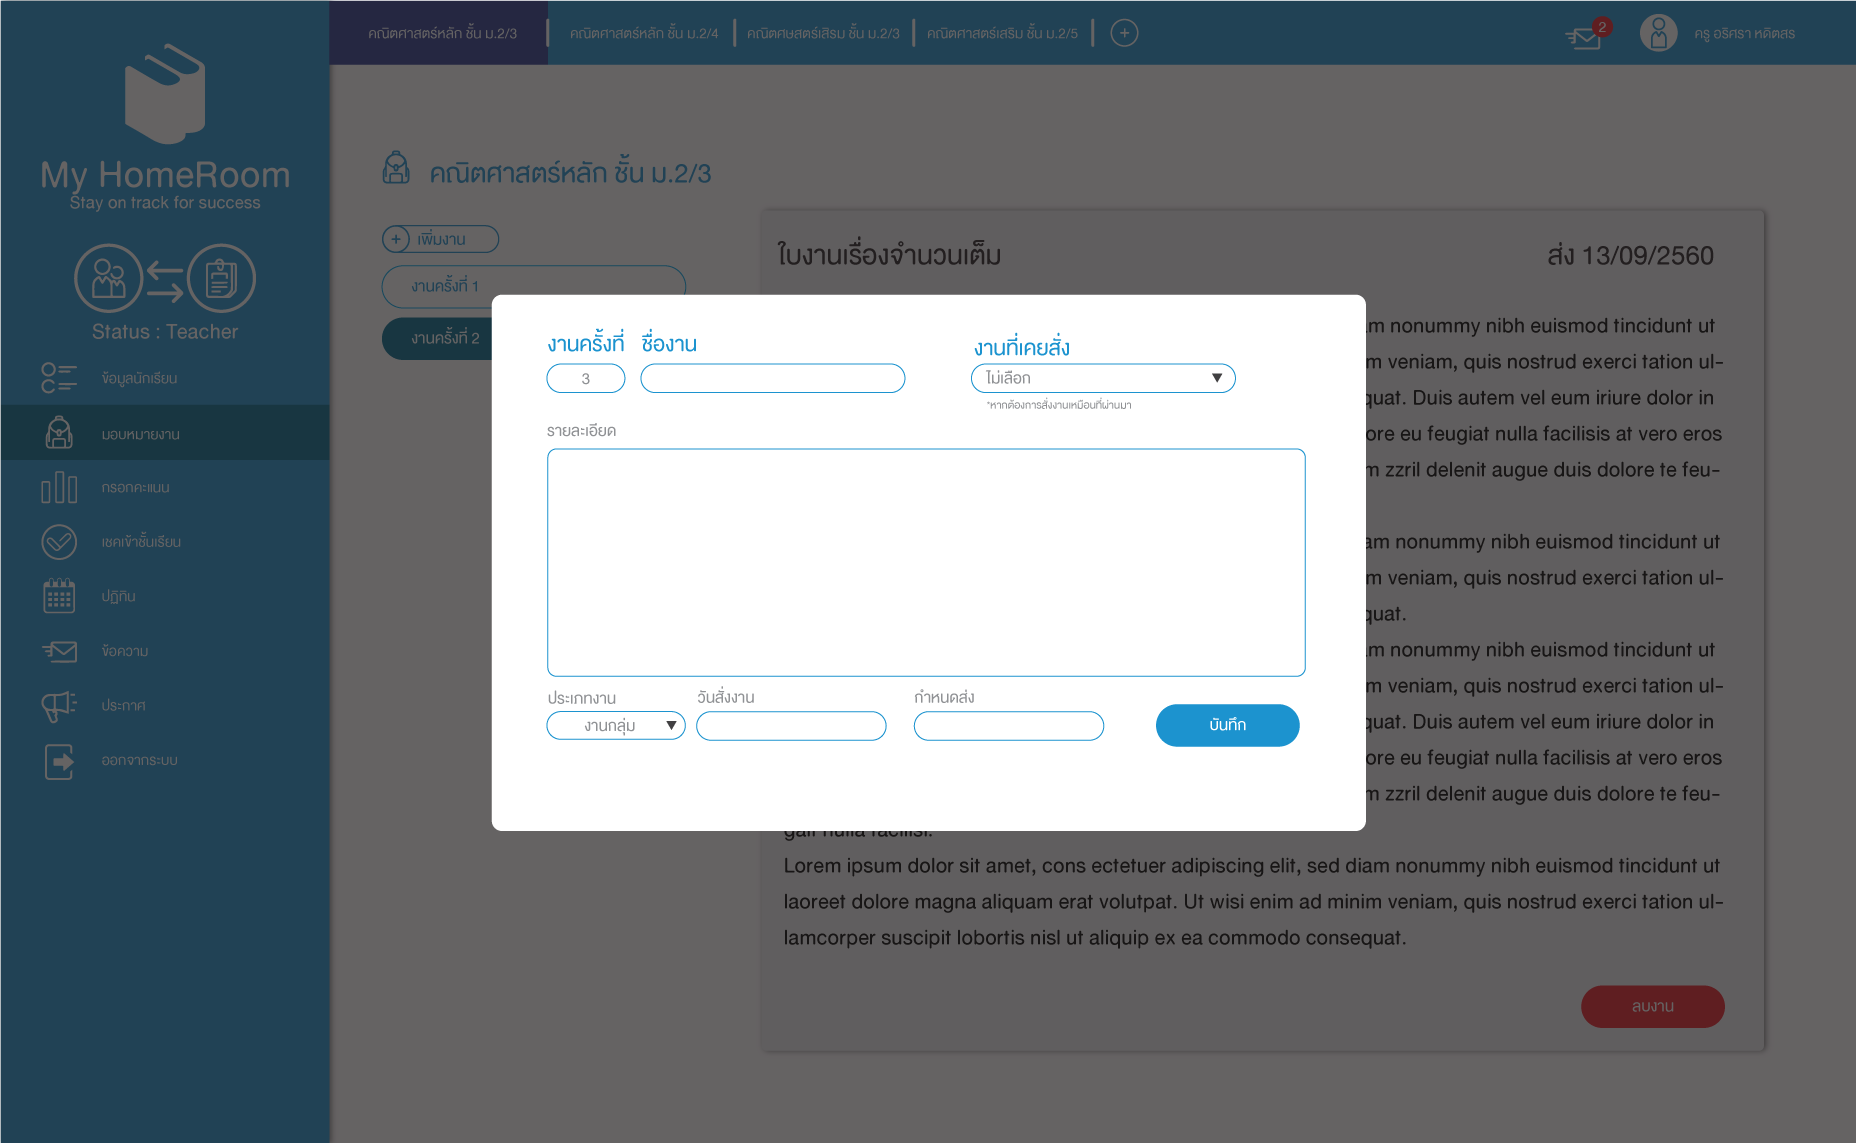 คณิตศาสตร์หลัก ชั้น ม.2/3
คณิตศาสตร์หลัก ชั้น ม.2/4
คณิตศษสตร์เสิรม ชั้น ม.2/3
คณิตศาสตร์เสริม ชั้น ม.2/5
+
2
ครู อริศรา หดิตสร
My HomeRoom
Stay on track for success
Status : Teacher
ข้อมูลนักเรียน
มอบหมายงาน
กรอกคะแนน
เชคเข้าชั้นเรียน
ปฏิทิน
ข้อความ
ประกาศ
ออกจากระบบ
คณิตศาสตร์หลัก ชั้น ม.2/3
+ เพิ่มงาน
งานครั้งที่ 1
งานครั้งที่ 2
ใบงานเรื่องจำนวนเต็ม
ส่ง 13/09/2560
งานครั้งที่ ชื่องาน งานที่เคยสั่ง
3 ไม่เลือก
*หากต้องการสั่งงานเหมือนที่ผ่านมา
รายละเอียด
ประเภทงาน วันสั่งงาน กำหนดส่ง
งานกลุ่ม บันทึก
m nonummy nibh euismod tincidunt ut
m veniam, quis nostrud exerci tation ul-
quat. Duis autem vel eum iriure dolor in
ore eu feugiat nulla facilisis at vero eros
m zzril delenit augue duis dolore te feu-
am nonummy nibh euismod tincidunt ut
m veniam, quis nostrud exerci tation ul-
quat.
m nonummy nibh euismod tincidunt ut
m veniam, quis nostrud exerci tation ul-
quat. Duis autem vel eum iriure dolor in
ore eu feugiat nulla facilisis at vero eros
m zzril delenit augue duis dolore te feu-
gait nulla facilisi.
Lorem ipsum dolor sit amet, cons ectetuer adipiscing elit, sed diam nonummy nibh euismod tincidunt ut
laoreet dolore magna aliquam erat volutpat. Ut wisi enim ad minim veniam, quis nostrud exerci tation ul-
lamcorper suscipit lobortis nisl ut aliquip ex ea commodo consequat.
ลบงาน